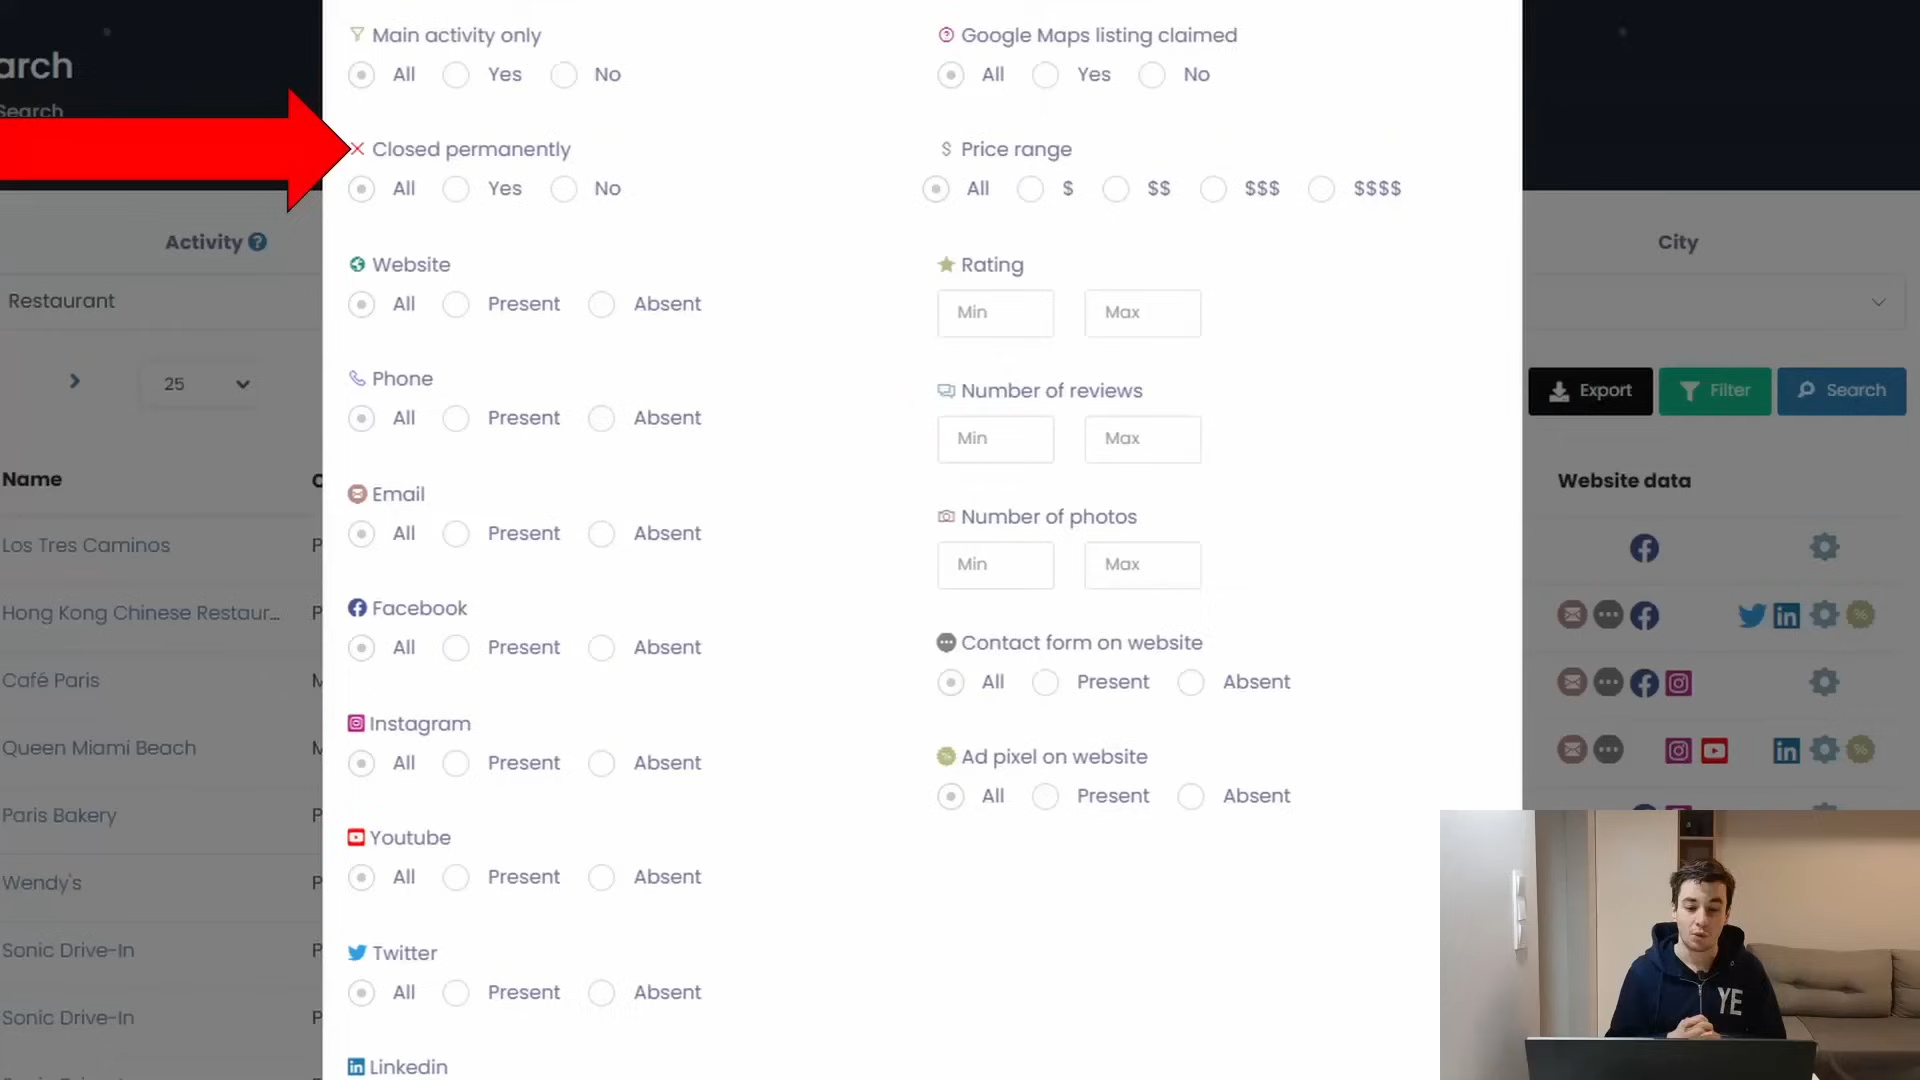 arch
Search
Activity ?
Restaurant
25
Name
C
Los Tres Caminos
P
Hong Kong Chinese Restaur...
P
Café Paris
M
Queen Miami Beach
M
Paris Bakery
P
Wendy's
P
Sonic Drive-In
P
Sonic Drive-In
P
Main activity only
All Yes No
Closed permanently
All Yes No
Website
All Present Absent
Phone
All Present Absent
Email
All Present Absent
Facebook
All Present Absent
Instagram
All Present Absent
Youtube
All Present Absent
Twitter
All Present Absent
Linkedin
Google Maps listing claimed
All Yes No
Price range
All $ $$ $$$ $$$$
Rating
Min Max
Number of reviews
Min Max
Number of photos
Min Max
Contact form on website
All Present Absent
Ad pixel on website
All Present Absent
City
Export Filter Search
Website data
YE